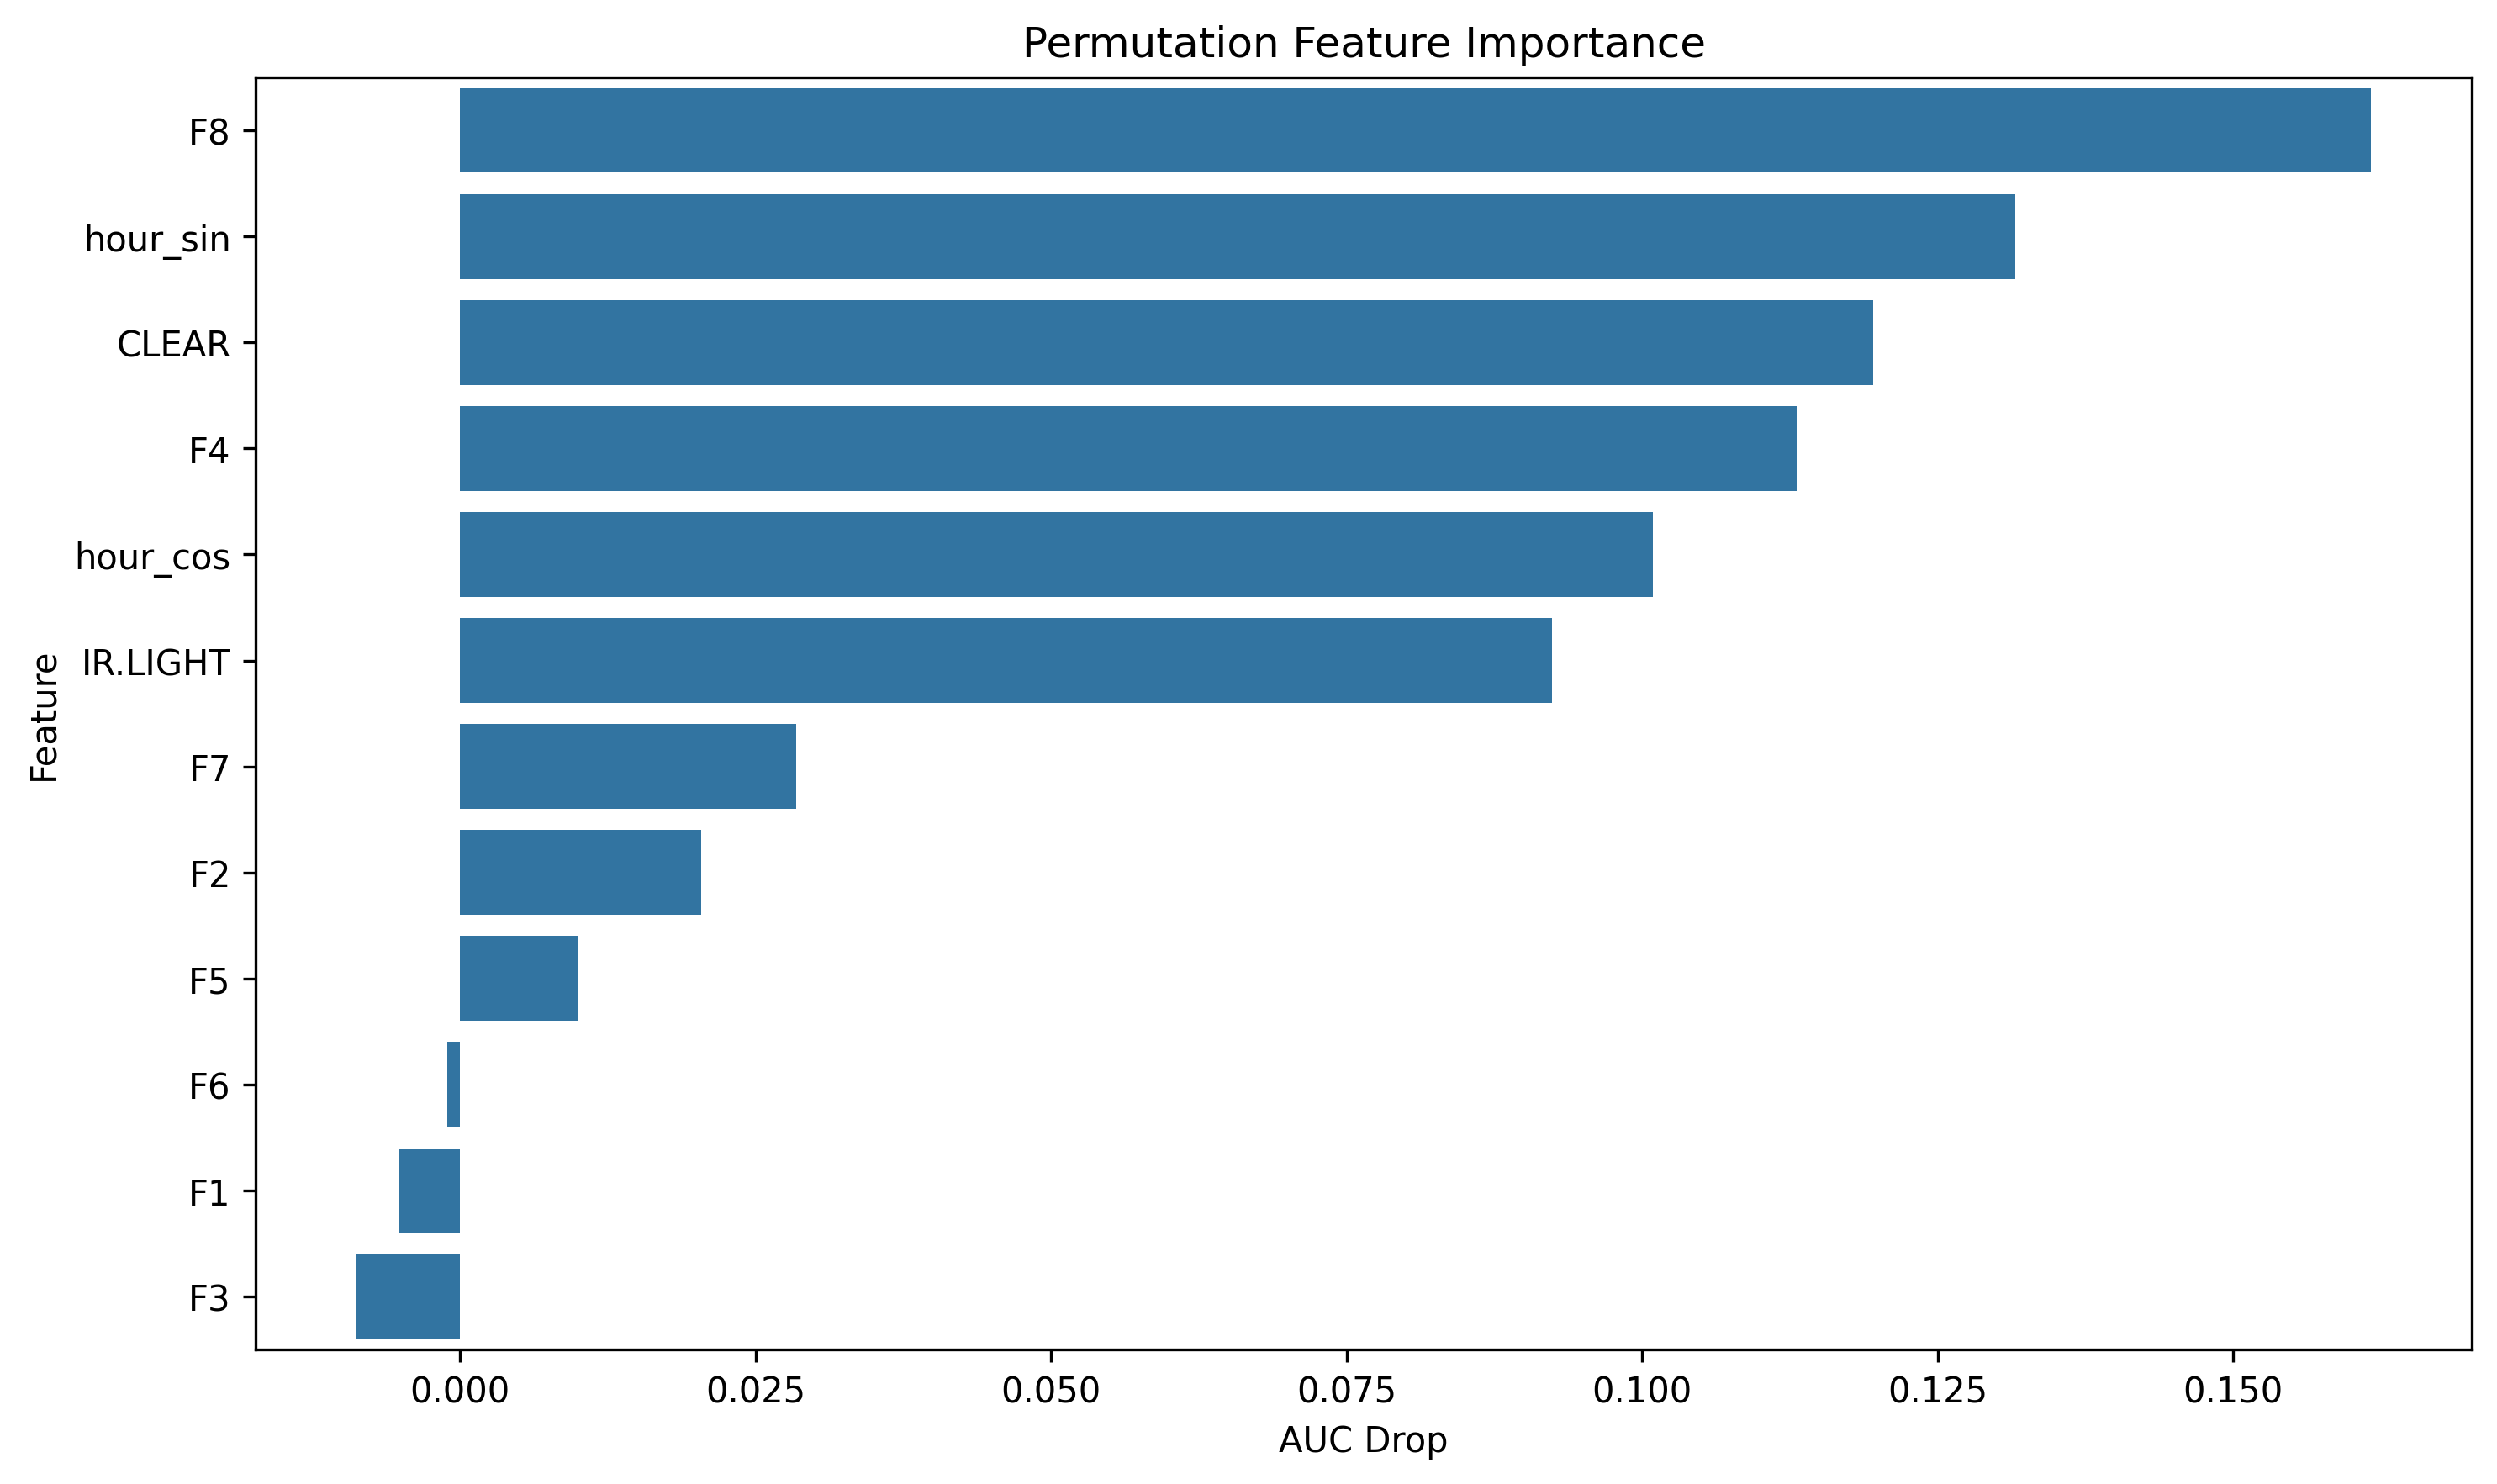 Permutation Feature Importance
F8
hour_sin
CLEAR
F4
hour_cos
IR.LIGHT
F7
F2
F5
F6
F1
F3
Feature
0.000 0.025 0.050 0.075 0.100 0.125 0.150
AUC Drop